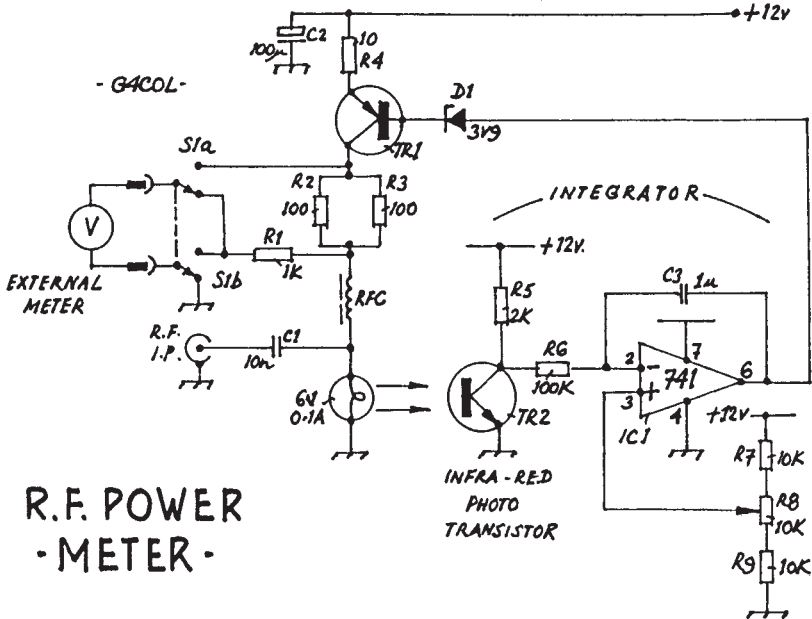 +12v
C2
100µ
10
R4
- G4COL -
D1
3V9
TR1
S1a
R2
R3
100
100
INTEGRATOR
V
R1
1K
+12v.
EXTERNAL
METER
S1b
C3
1u
RFC
R5
2K
R.F.
I.P.
C1
10n
R6
100K
2
-
7
741
6
3
+
4
IC1
6V
0.1A
TR2
+12v
R7
10K
INFRA-RED
PHOTO
TRANSISTOR
R8
10K
R9
10K
R.F. POWER
- METER -